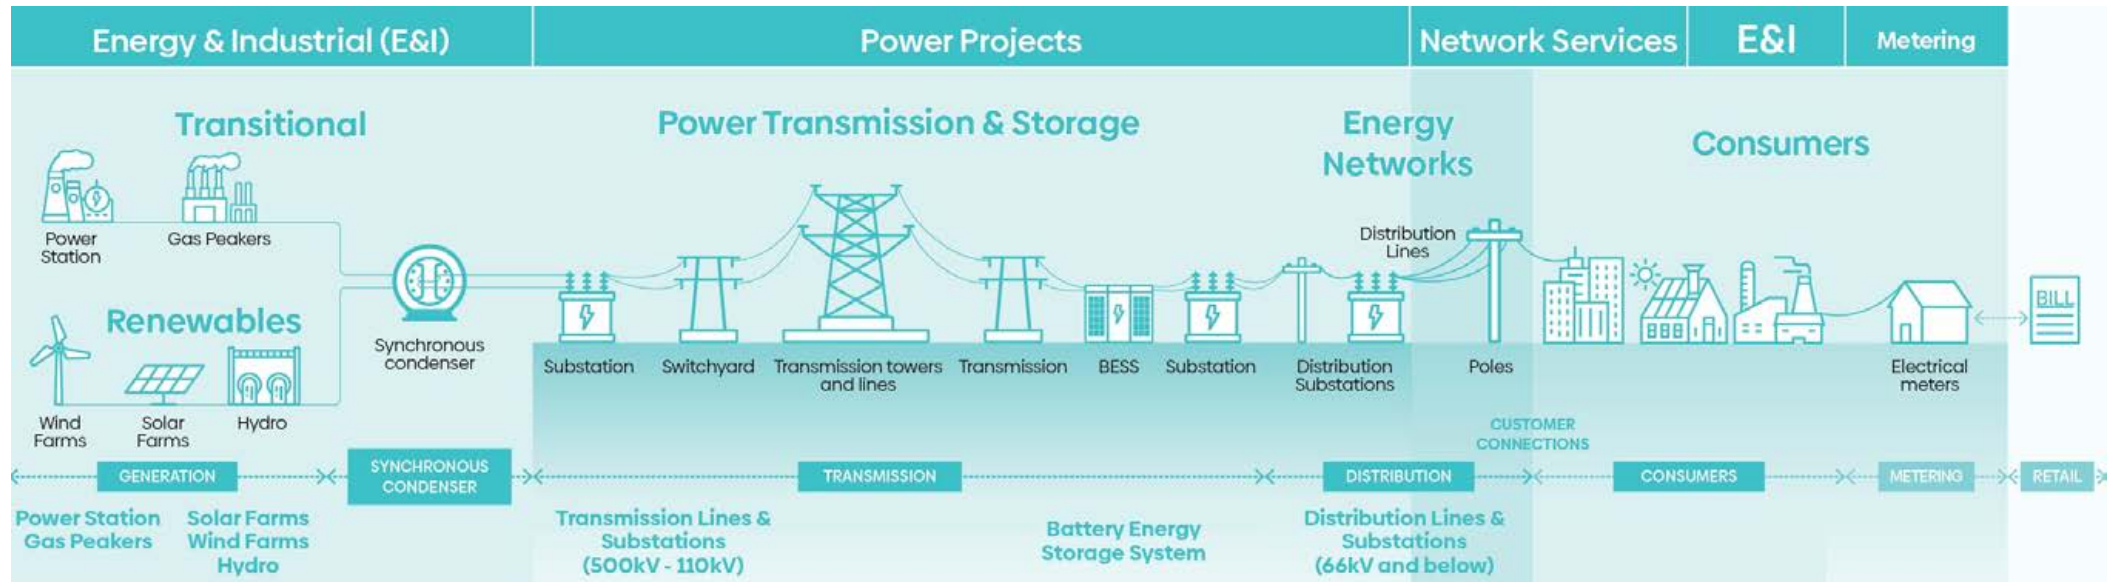 Energy & Industrial (E&I)
Power Projects
Network Services
E&I
Metering
Transitional
Power Transmission & Storage
Energy
Networks
Consumers
Power
Station
Gas Peakers
Renewables
Wind
Farms
Solar
Farms
Hydro
Synchronous
condenser
Substation
Switchyard
Transmission towers
and lines
Transmission
BESS
Substation
Distribution
Substations
Distribution
Lines
Poles
Electrical
meters
BILL
CUSTOMER
CONNECTIONS
GENERATION
SYNCHRONOUS
CONDENSER
TRANSMISSION
DISTRIBUTION
CONSUMERS
METERING
RETAIL
Power Station
Gas Peakers
Solar Farms
Wind Farms
Hydro
Transmission Lines &
Substations
(500kV - 110kV)
Battery Energy
Storage System
Distribution Lines &
Substations
(66kV and below)